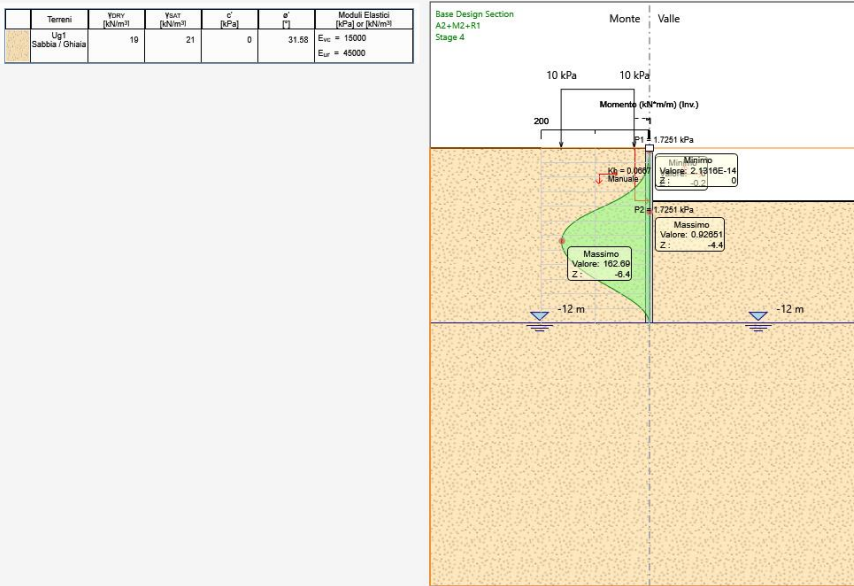 Terreni γDRY [kN/m³] γSAT [kN/m³] c' [kPa] ø' [°] Moduli Elastici [kPa] or [kN/m³]
Ug1
Sabbia / Ghiaia 19 21 0 31.58 Evc = 15000
Eur = 45000
Base Design Section
A2+M2+R1
Stage 4
Monte Valle
10 kPa 10 kPa
Momento (kN*m/m) (Inv.)
200
P1 = 1.7251 kPa
Kh = 0.0667
Manuale
Minimo
Valore: 2.1316E-14
Z : 0
Minimo
-0.2
P2 = 1.7251 kPa
Massimo
Valore: 0.92651
Z : -4.4
Massimo
Valore: 162.69
Z : -6.4
-12 m -12 m